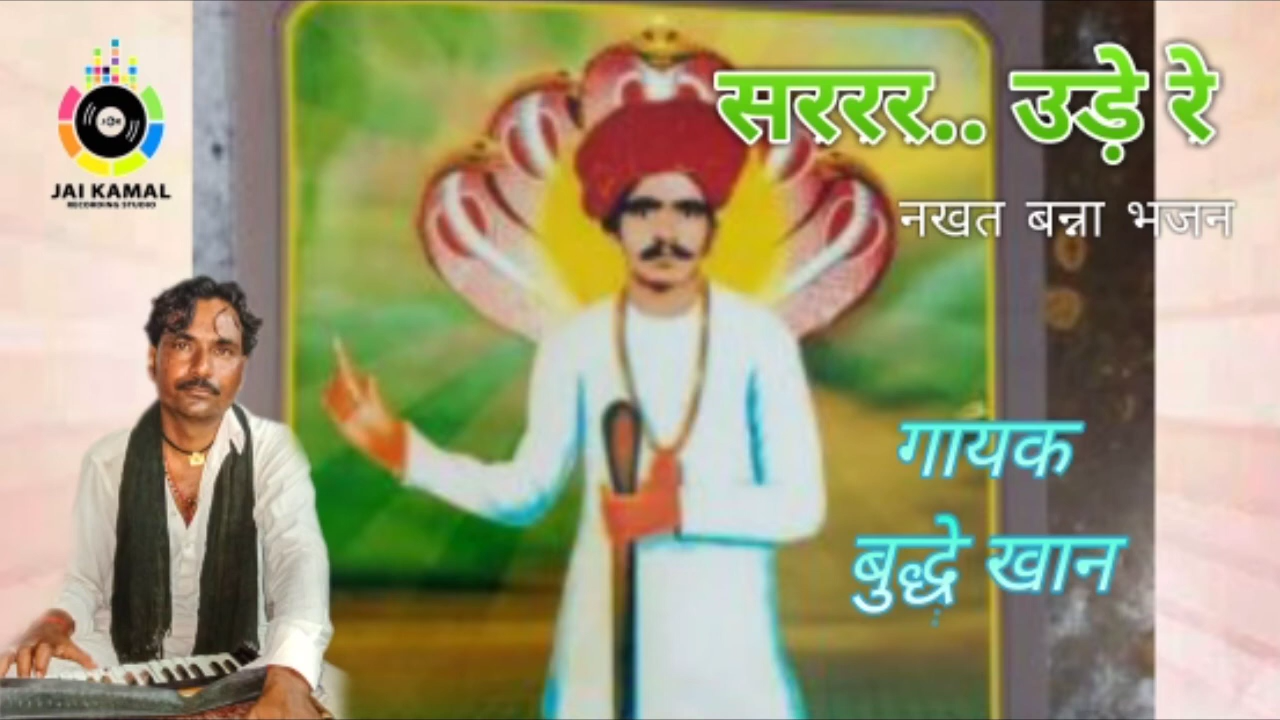 JAI KAMAL
RECORDING STUDIO
सररर.. उड़े रे
नखत बन्ना भजन
गायक
बुद्धे खान